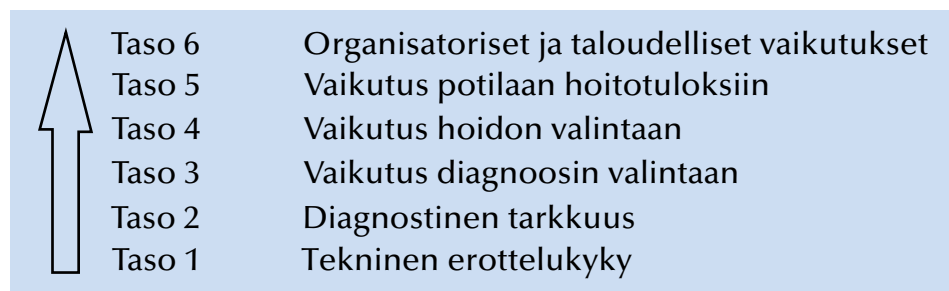 Taso 6 Organisatoriset ja taloudelliset vaikutukset
Taso 5 Vaikutus potilaan hoitotuloksiin
Taso 4 Vaikutus hoidon valintaan
Taso 3 Vaikutus diagnoosin valintaan
Taso 2 Diagnostinen tarkkuus
Taso 1 Tekninen erottelukyky